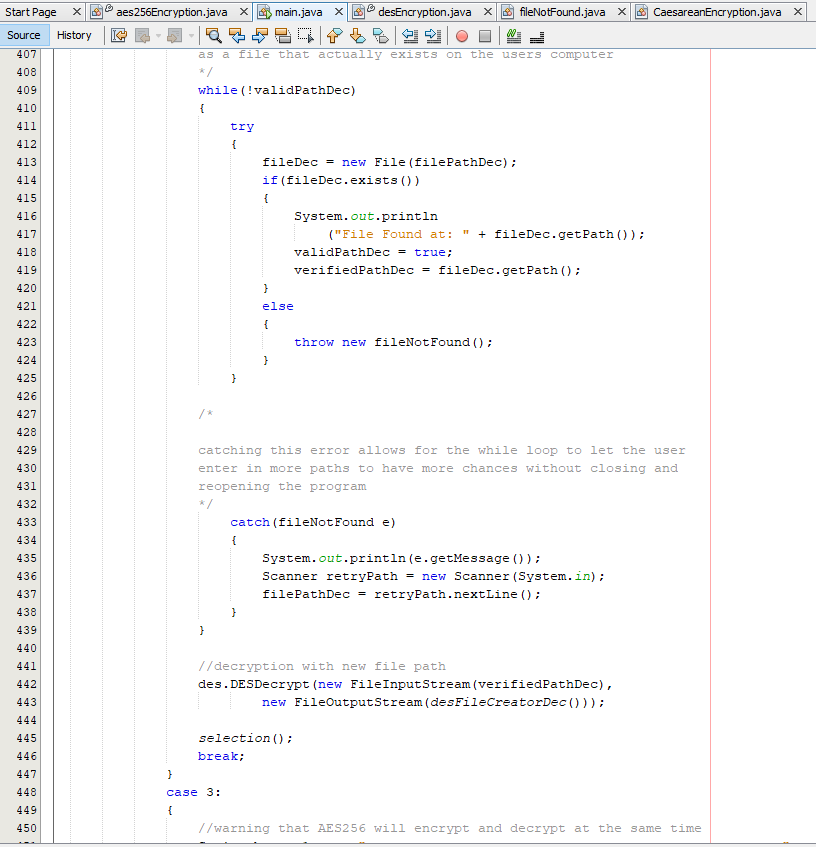 Start Page aes256Encryption.java main.java desEncryption.java fileNotFound.java CaesareanEncryption.java
Source History
407 as a file that actually exists on the users computer
408 */
409 while(!validPathDec)
410 {
411 try
412 {
413 fileDec = new File(filePathDec);
414 if(fileDec.exists())
415 {
416 System.out.println
417 ("File Found at: " + fileDec.getPath());
418 validPathDec = true;
419 verifiedPathDec = fileDec.getPath();
420 }
421 else
422 {
423 throw new fileNotFound();
424 }
425 }
426
427 /*
428
429 catching this error allows for the while loop to let the user
430 enter in more paths to have more chances without closing and
431 reopening the program
432 */
433 catch(fileNotFound e)
434 {
435 System.out.println(e.getMessage());
436 Scanner retryPath = new Scanner(System.in);
437 filePathDec = retryPath.nextLine();
438 }
439 }
440
441 //decryption with new file path
442 des.DESDecrypt(new FileInputStream(verifiedPathDec),
443 new FileOutputStream(desFileCreatorDec()));
444
445 selection();
446 break;
447 }
448 case 3:
449 {
450 //warning that AES256 will encrypt and decrypt at the same time